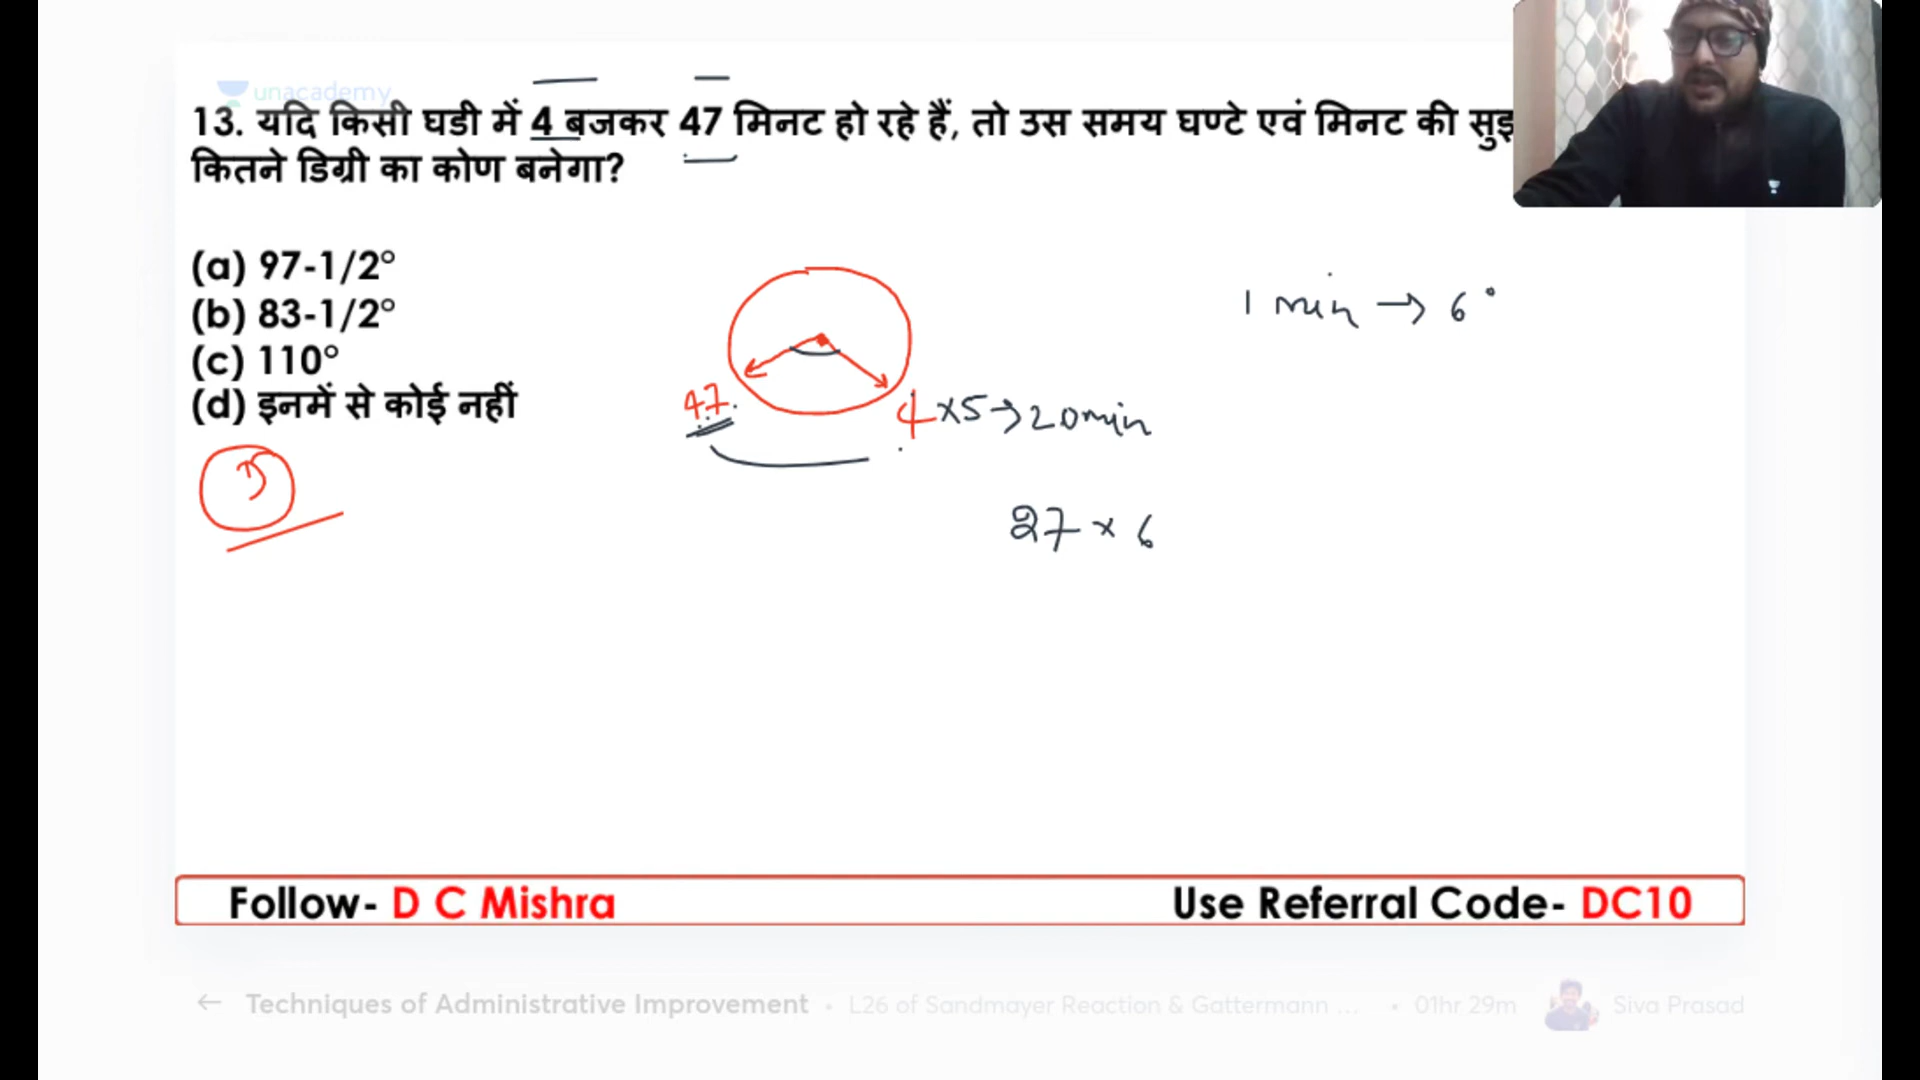 unacademy
13. यदि किसी घडी में 4 बजकर 47 मिनट हो रहे हैं, तो उस समय घण्टे एवं मिनट की सुइ
कितने डिग्री का कोण बनेगा?
(a) 97-1/2°
(b) 83-1/2°
(c) 110°
(d) इनमें से कोई नहीं
1 min → 6°
47
4×5→20min
27 × 6
Follow- D C Mishra
Use Referral Code- DC10
← Techniques of Administrative Improvement • L26 of Sandmayer Reaction & Gattermann ... • 01hr 29m Siva Prasad